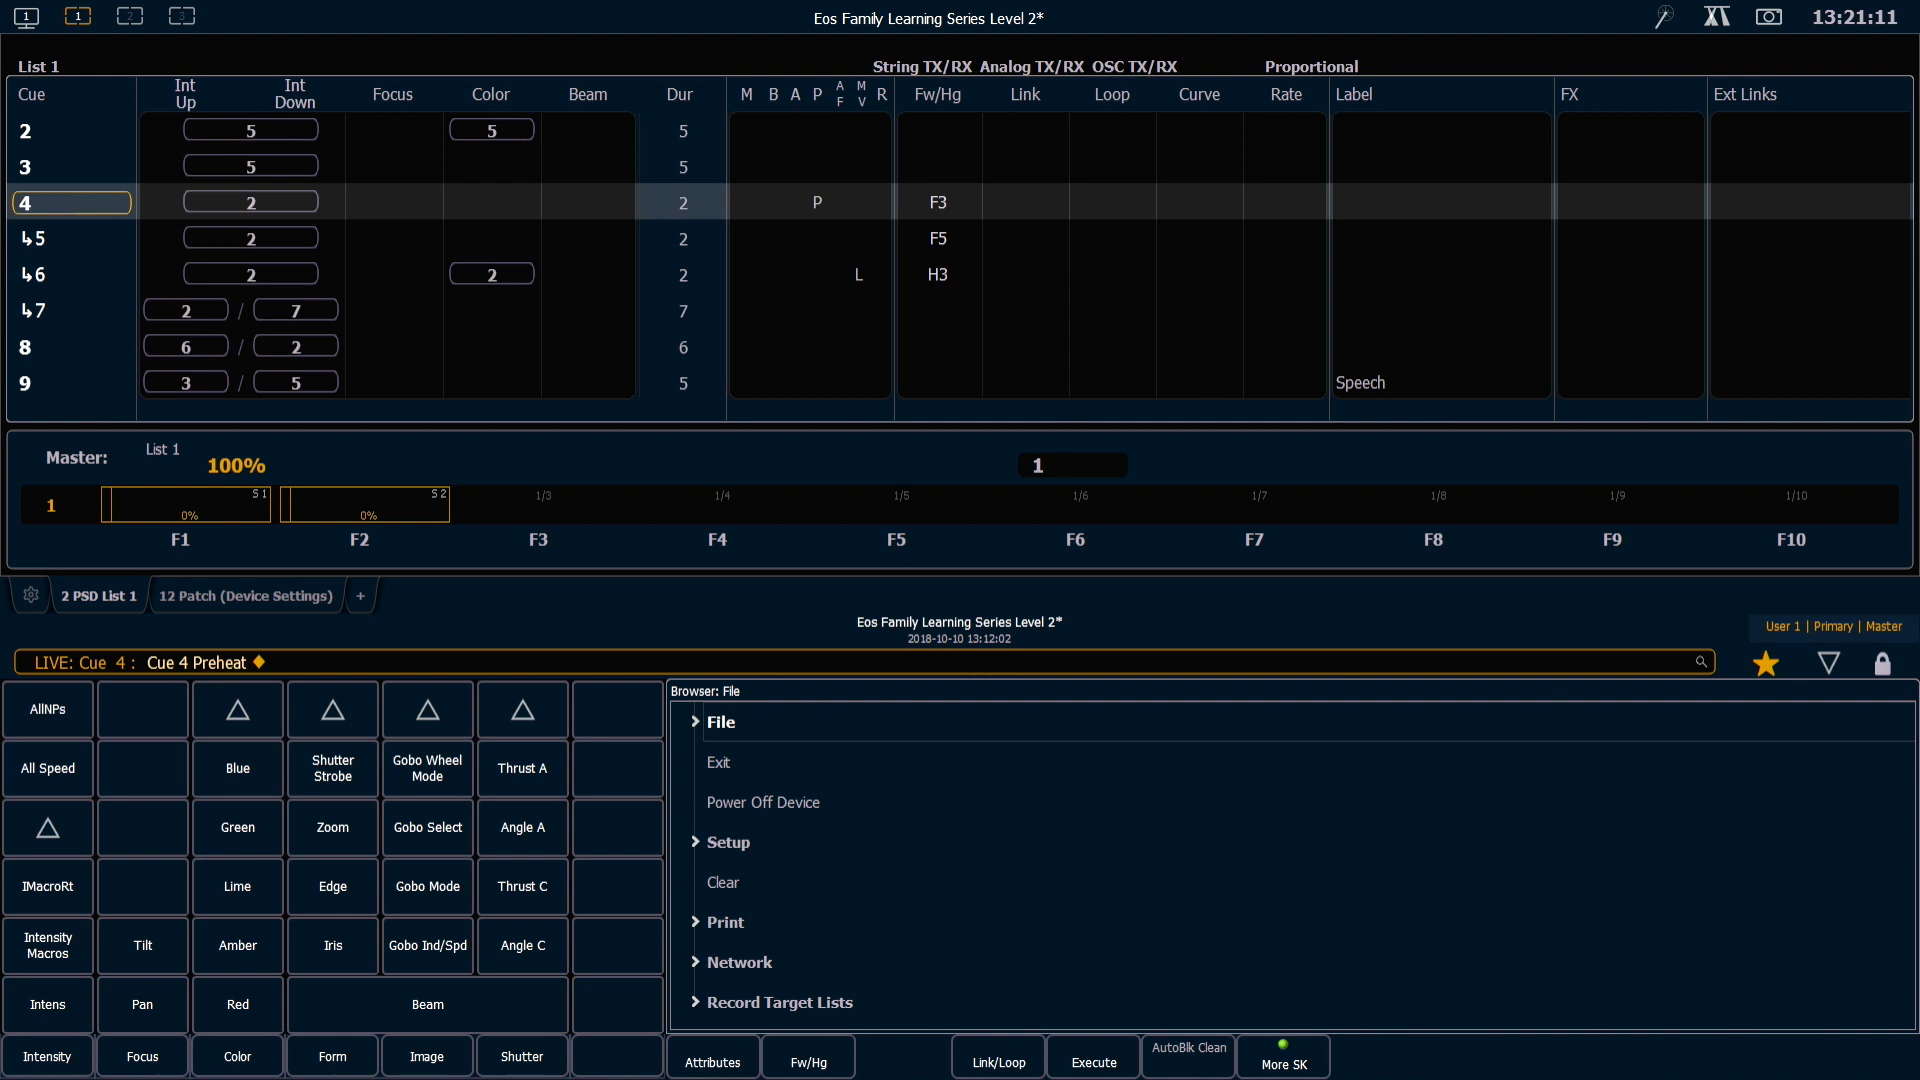 1 1 2 3 Eos Family Learning Series Level 2* XT 13:21:11
List 1 String TX/RX Analog TX/RX OSC TX/RX Proportional
Cue Int Up Int Down Focus Color Beam Dur M B A P AF MV R Fw/Hg Link Loop Curve Rate Label FX Ext Links
2 5 5 5
3 5 5
4 2 2 P F3
↳5 2 2 F5
↳6 2 2 2 L H3
↳7 2 / 7 7
8 6 / 2 6
9 3 / 5 5 Speech
Master: List 1 100% 1
1 S 1 0% S 2 0% 1/3 1/4 1/5 1/6 1/7 1/8 1/9 1/10
F1 F2 F3 F4 F5 F6 F7 F8 F9 F10
2 PSD List 1 12 Patch (Device Settings) +
Eos Family Learning Series Level 2*
2018-10-10 13:12:02
User 1 | Primary | Master
LIVE: Cue 4 : Cue 4 Preheat
AllNPs
All Speed Blue Shutter Strobe Gobo Wheel Mode Thrust A
Green Zoom Gobo Select Angle A
IMacroRt Lime Edge Gobo Mode Thrust C
Intensity Macros Tilt Amber Iris Gobo Ind/Spd Angle C
Intens Pan Red Beam
Intensity Focus Color Form Image Shutter
Browser: File
File
Exit
Power Off Device
Setup
Clear
Print
Network
Record Target Lists
Attributes Fw/Hg Link/Loop Execute AutoBlk Clean More SK